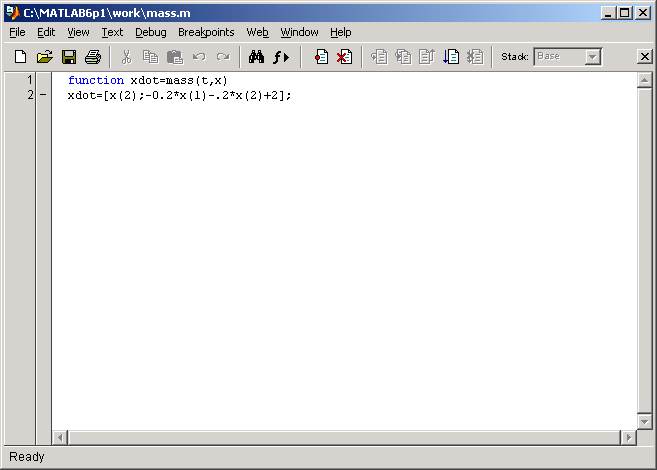 C:\MATLAB6p1\work\mass.m
File Edit View Text Debug Breakpoints Web Window Help
Stack: Base
1 function xdot=mass(t,x)
2 - xdot=[x(2);-0.2*x(1)-.2*x(2)+2];
Ready